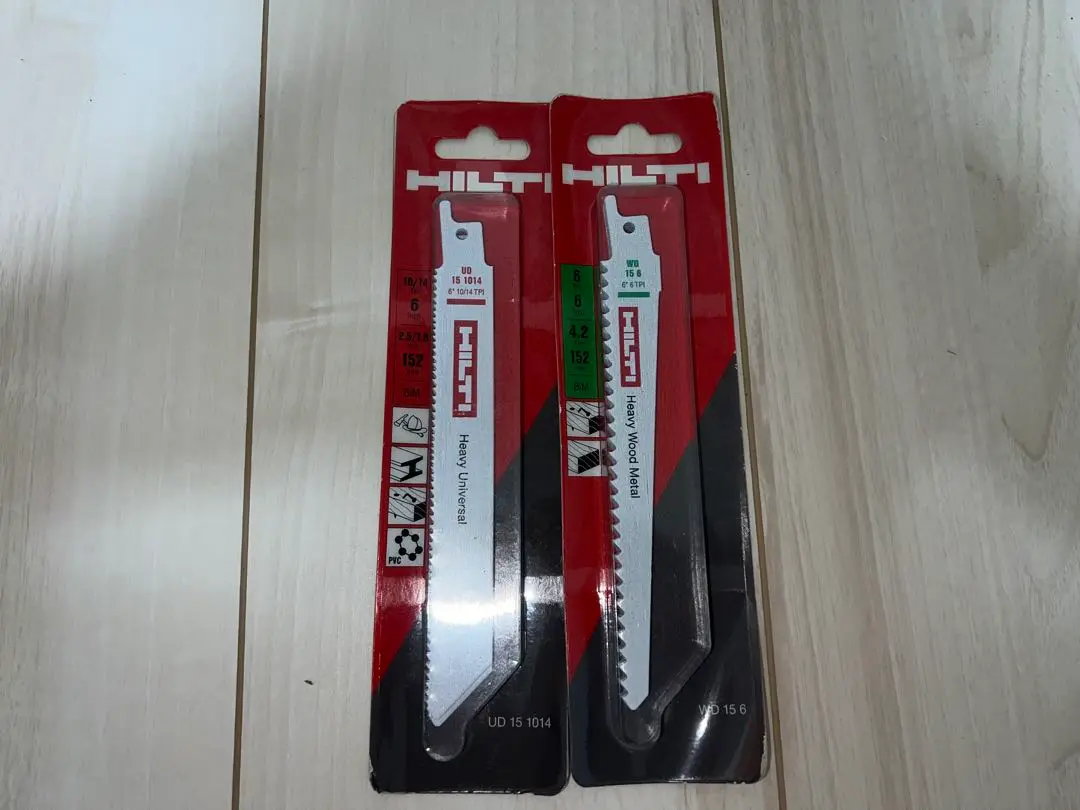 HILTI
UD
15 1014
6" 10/14 TPI
HILTI
Heavy Universal
10/14
6
2.5/1.8
152
BiM
PVC
UD 15 1014
HILTI
WD
15 6
6" 6 TPI
HILTI
Heavy Wood Metal
6
6
4.2
152
BiM
WD 15 6